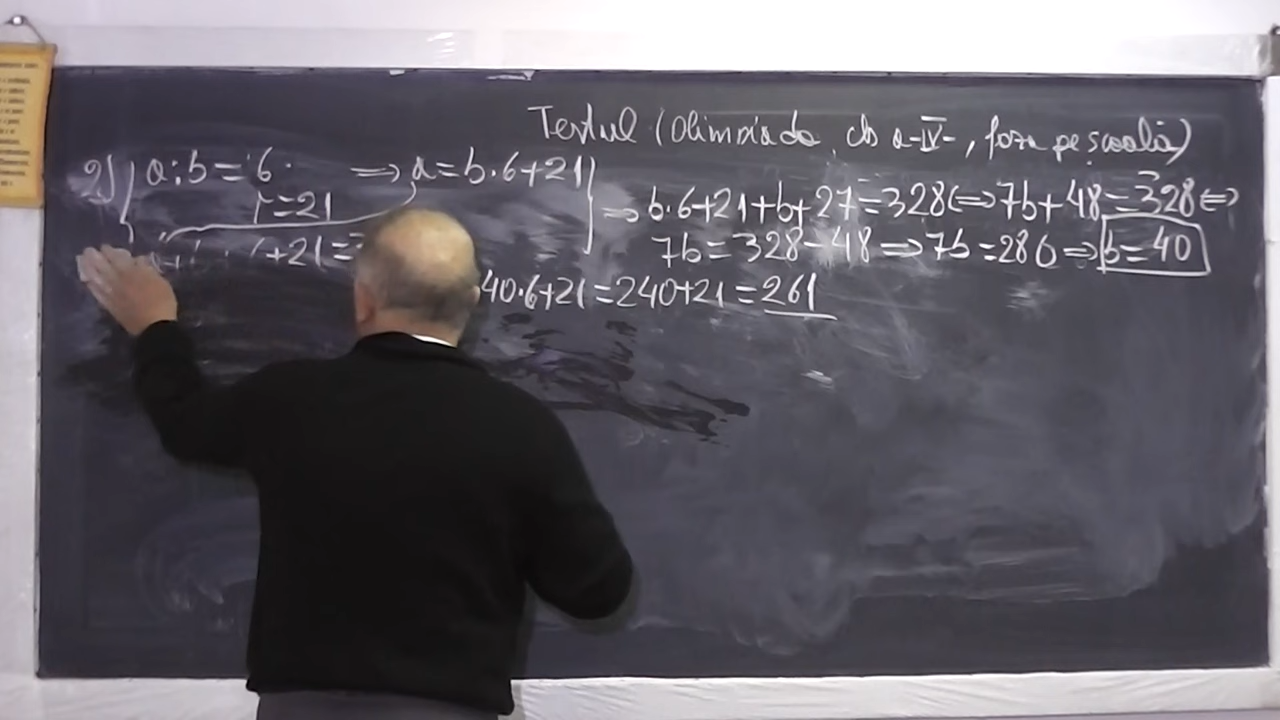 Testul (Olimpiada, cls a-IV-, faza pe școală)
2) a:b=6 ⇒ a=b·6+21
r=21
+21=
⇒ b·6+21+b+27=328 ⇔ 7b+48=328 ⇔
7b=328-48 ⇒ 7b=280 ⇒ b=40
40·6+21=240+21=261